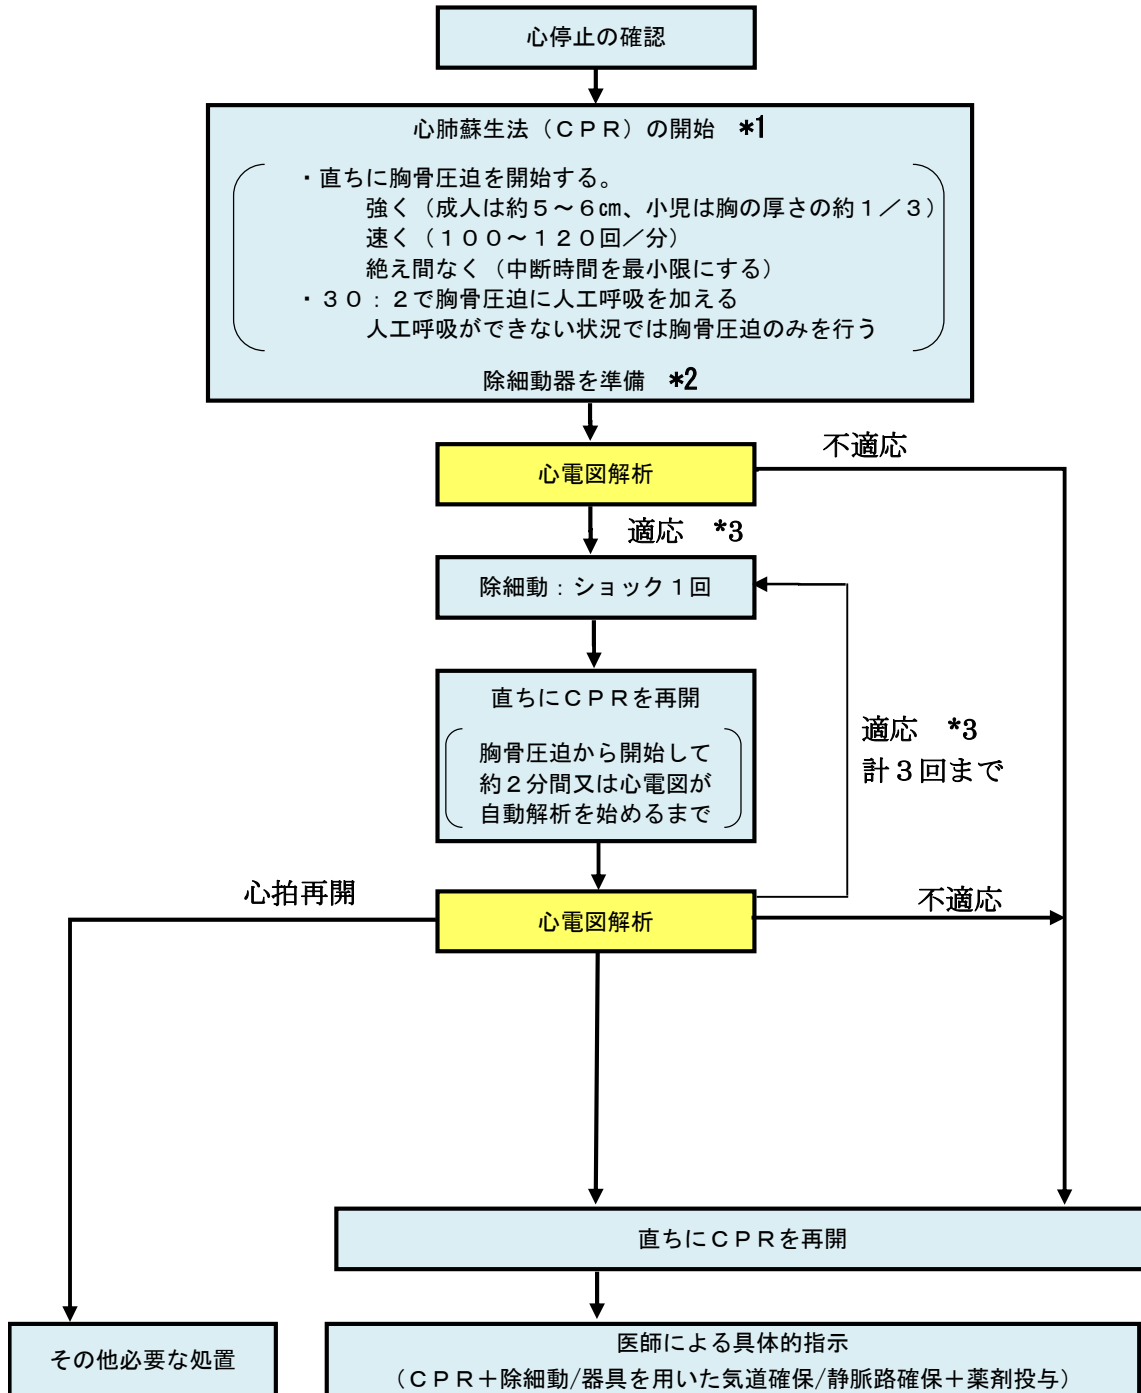 心停止の確認
心肺蘇生法（ＣＰＲ）の開始　*1
・直ちに胸骨圧迫を開始する。
強く（成人は約５～６㎝、小児は胸の厚さの約１／３）
速く（１００～１２０回／分）
絶え間なく（中断時間を最小限にする）
・３０：２で胸骨圧迫に人工呼吸を加える
人工呼吸ができない状況では胸骨圧迫のみを行う
除細動器を準備　*2
不適応
心電図解析
適応　*3
除細動：ショック１回
直ちにＣＰＲを再開
胸骨圧迫から開始して
約２分間又は心電図が
自動解析を始めるまで
適応　*3
計３回まで
心拍再開
心電図解析
不適応
直ちにＣＰＲを再開
その他必要な処置
医師による具体的指示
（ＣＰＲ＋除細動/器具を用いた気道確保/静脈路確保＋薬剤投与）